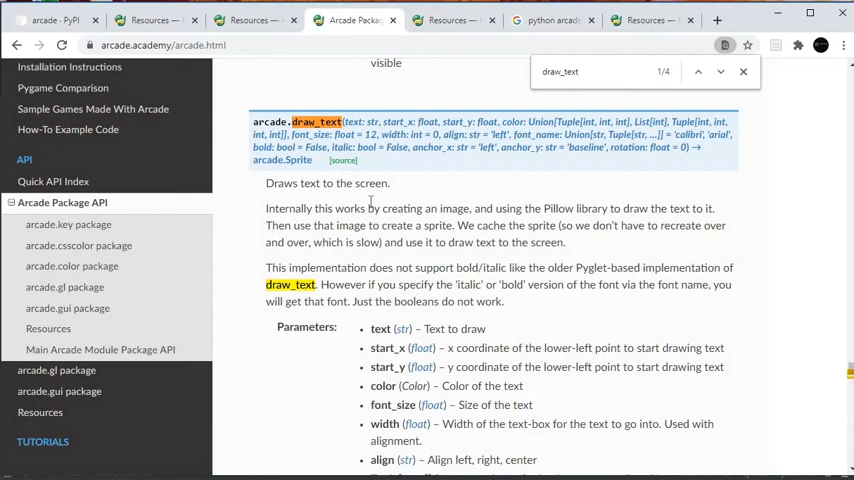 arcade · PyPI
Resources —
Resources —
Arcade Packag
Resources —
python arcade
Resources —
arcade.academy/arcade.html
draw_text
1/4
Installation Instructions
Pygame Comparison
Sample Games Made With Arcade
How-To Example Code
API
Quick API Index
Arcade Package API
arcade.key package
arcade.csscolor package
arcade.color package
arcade.gl package
arcade.gui package
Resources
Main Arcade Module Package API
arcade.gl package
arcade.gui package
Resources
TUTORIALS
visible
arcade.draw_text(text: str, start_x: float, start_y: float, color: Union[Tuple[int, int, int], List[int], Tuple[int, int,
int, int]], font_size: float = 12, width: int = 0, align: str = 'left', font_name: Union[str, Tuple[str, ...]] = 'calibri', 'arial',
bold: bool = False, italic: bool = False, anchor_x: str = 'left', anchor_y: str = 'baseline', rotation: float = 0) →
arcade.Sprite [source]
Draws text to the screen.
Internally this works by creating an image, and using the Pillow library to draw the text to it.
Then use that image to create a sprite. We cache the sprite (so we don't have to recreate over
and over, which is slow) and use it to draw text to the screen.
This implementation does not support bold/italic like the older Pyglet-based implementation of
draw_text. However if you specify the 'italic' or 'bold' version of the font via the font name, you
will get that font. Just the booleans do not work.
Parameters:
• text (str) – Text to draw
• start_x (float) – x coordinate of the lower-left point to start drawing text
• start_y (float) – y coordinate of the lower-left point to start drawing text
• color (Color) – Color of the text
• font_size (float) – Size of the text
• width (float) – Width of the text-box for the text to go into. Used with
alignment.
• align (str) – Align left, right, center